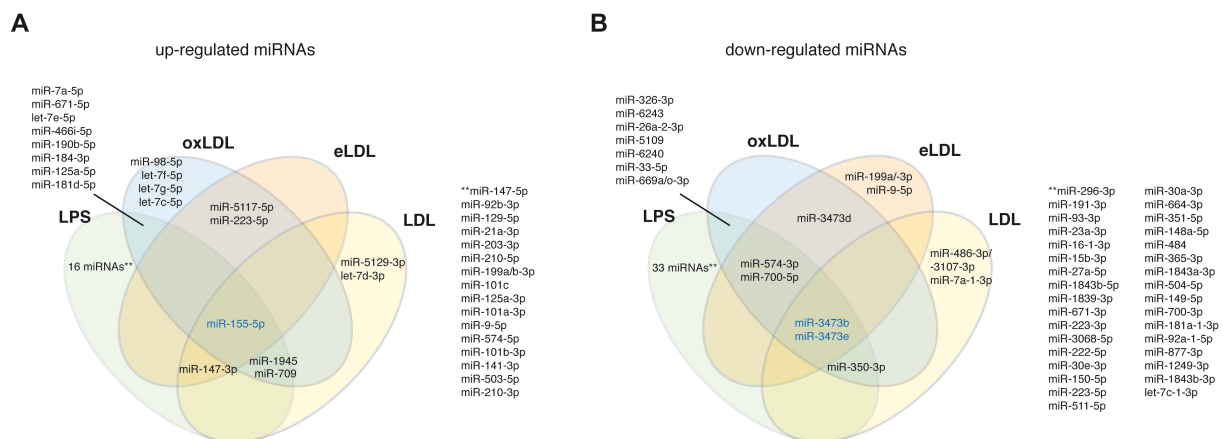 A
up-regulated miRNAs
miR-7a-5p
miR-671-5p
let-7e-5p
miR-466i-5p
miR-190b-5p
miR-184-3p
miR-125a-5p
miR-181d-5p
oxLDL
eLDL
LPS
LDL
miR-98-5p
let-7f-5p
let-7g-5p
let-7c-5p
miR-5117-5p
miR-223-5p
16 miRNAs**
miR-5129-3p
let-7d-3p
miR-155-5p
miR-147-3p
miR-1945
miR-709
**miR-147-5p
miR-92b-3p
miR-129-5p
miR-21a-3p
miR-203-3p
miR-210-5p
miR-199a/b-3p
miR-101c
miR-125a-3p
miR-101a-3p
miR-9-5p
miR-574-5p
miR-101b-3p
miR-141-3p
miR-503-5p
miR-210-3p
B
down-regulated miRNAs
miR-326-3p
miR-6243
miR-26a-2-3p
miR-5109
miR-6240
miR-33-5p
miR-669a/o-3p
oxLDL
eLDL
LPS
LDL
miR-199a/-3p
miR-9-5p
miR-3473d
33 miRNAs**
miR-574-3p
miR-700-5p
miR-486-3p/
-3107-3p
miR-7a-1-3p
miR-3473b
miR-3473e
miR-350-3p
**miR-296-3p
miR-191-3p
miR-93-3p
miR-23a-3p
miR-16-1-3p
miR-15b-3p
miR-27a-5p
miR-1843b-5p
miR-1839-3p
miR-671-3p
miR-223-3p
miR-3068-5p
miR-222-5p
miR-30e-3p
miR-150-5p
miR-223-5p
miR-511-5p
miR-30a-3p
miR-664-3p
miR-351-5p
miR-148a-5p
miR-484
miR-365-3p
miR-1843a-3p
miR-504-5p
miR-149-5p
miR-700-3p
miR-181a-1-3p
miR-92a-1-5p
miR-877-3p
miR-1249-3p
miR-1843b-3p
let-7c-1-3p